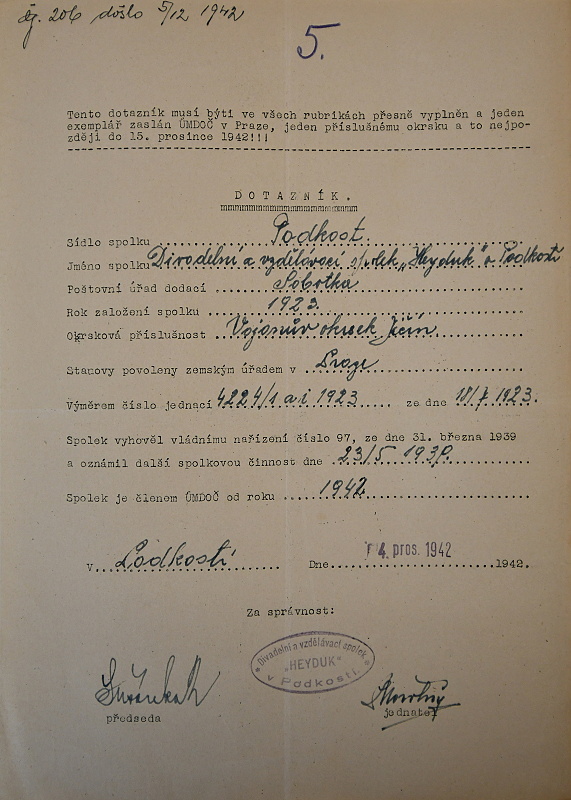 čj. 206 došlo 5/12 1942
5.
Tento dotazník musí býti ve všech rubrikách přesně vyplněn a jeden
exemplář zaslán ÚMDOČ v Praze, jeden příslušnému okrsku a to nejpo-
zději do 15. prosince 1942!!!
DOTAZNÍK.
Sídlo spolku Podkost.
Jméno spolku Divadelní a vzdělávací spolek „Heyduk" v Podkosti
Poštovní úřad dodací Sobotka
Rok založení spolku 1923.
Okrsková příslušnost Vojanův okrsek Jičín
Stanovy povoleny zemským úřadem v Praze
Výměrem číslo jednací 4224/1 a.i 1923 ze dne 18/I 1923.
Spolek vyhověl vládnímu nařízení číslo 97, ze dne 31. března 1939
a oznámil další spolkovou činnost dne 23/5 1939.
Spolek je členem ÚMDOČ od roku 1942
V Podkosti Dne 4. pros. 1942 1942.
Za správnost:
Divadelní a vzdělávací spolek
"HEYDUK"
v Podkosti.
předseda jednatel